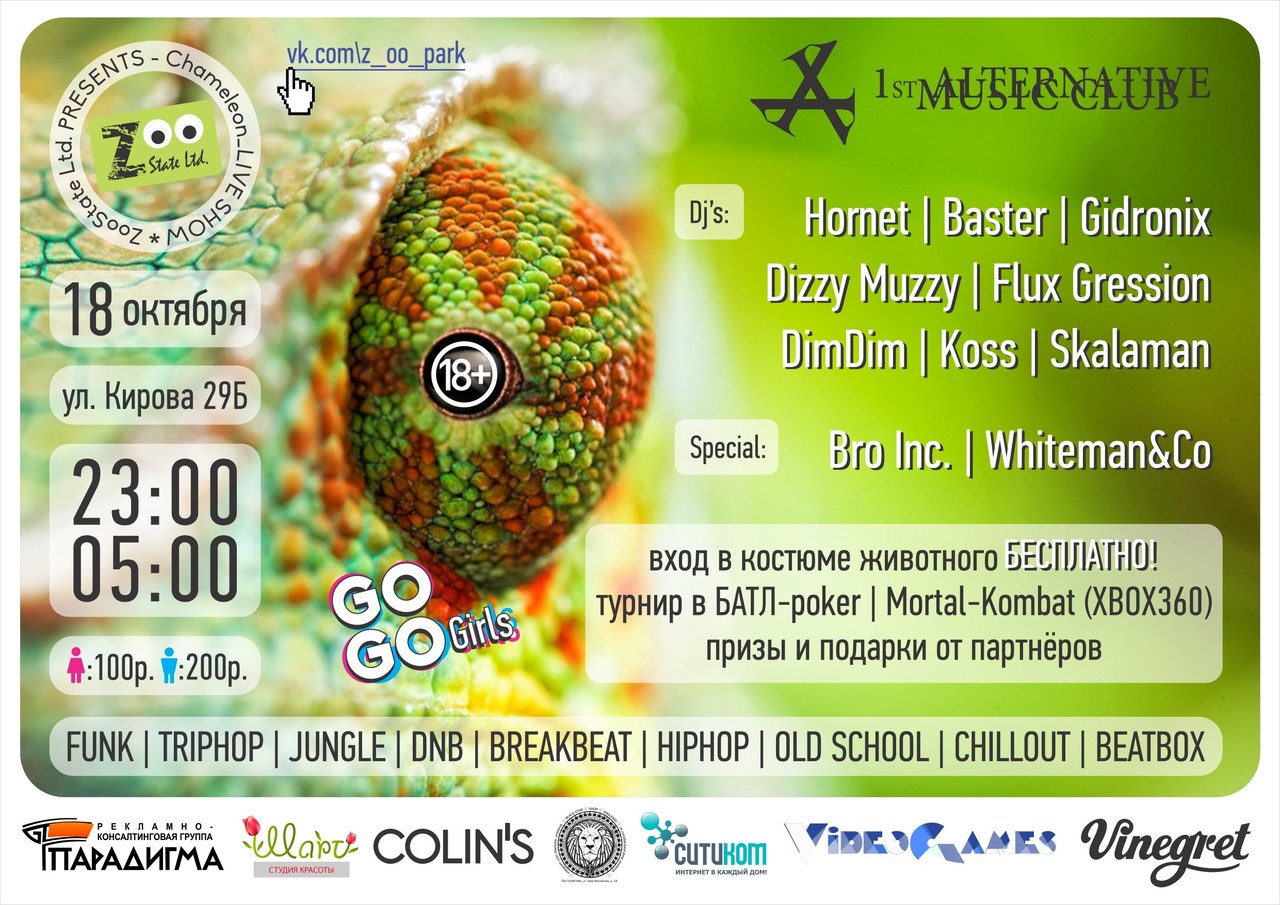 ZooState Ltd. PRESENTS - Chameleon-LIVE SHOW *
ZOO
State Ltd.
vk.com\z_oo_park
1ST ALTERNATIVE
MUSIC CLUB
18 октября
ул. Кирова 29Б
23:00
05:00
:100р. :200р.
18+
GO
GO Girls
Dj's:
Hornet | Baster | Gidronix
Dizzy Muzzy | Flux Gression
DimDim | Koss | Skalaman
Special:
Bro Inc. | Whiteman&Co
вход в костюме животного БЕСПЛАТНО!
турнир в БАТЛ-poker | Mortal-Kombat (XBOX360)
призы и подарки от партнёров
FUNK | TRIPHOP | JUNGLE | DNB | BREAKBEAT | HIPHOP | OLD SCHOOL | CHILLOUT | BEATBOX
РЕКЛАМНО-
КОНСАЛТИНГОВАЯ ГРУППА
ПАРАДИГМА
Март
СТУДИЯ КРАСОТЫ
COLIN'S
СИТИКОМ
ИНТЕРНЕТ В КАЖДЫЙ ДОМ!
VIDEOGAMES
Vinegret